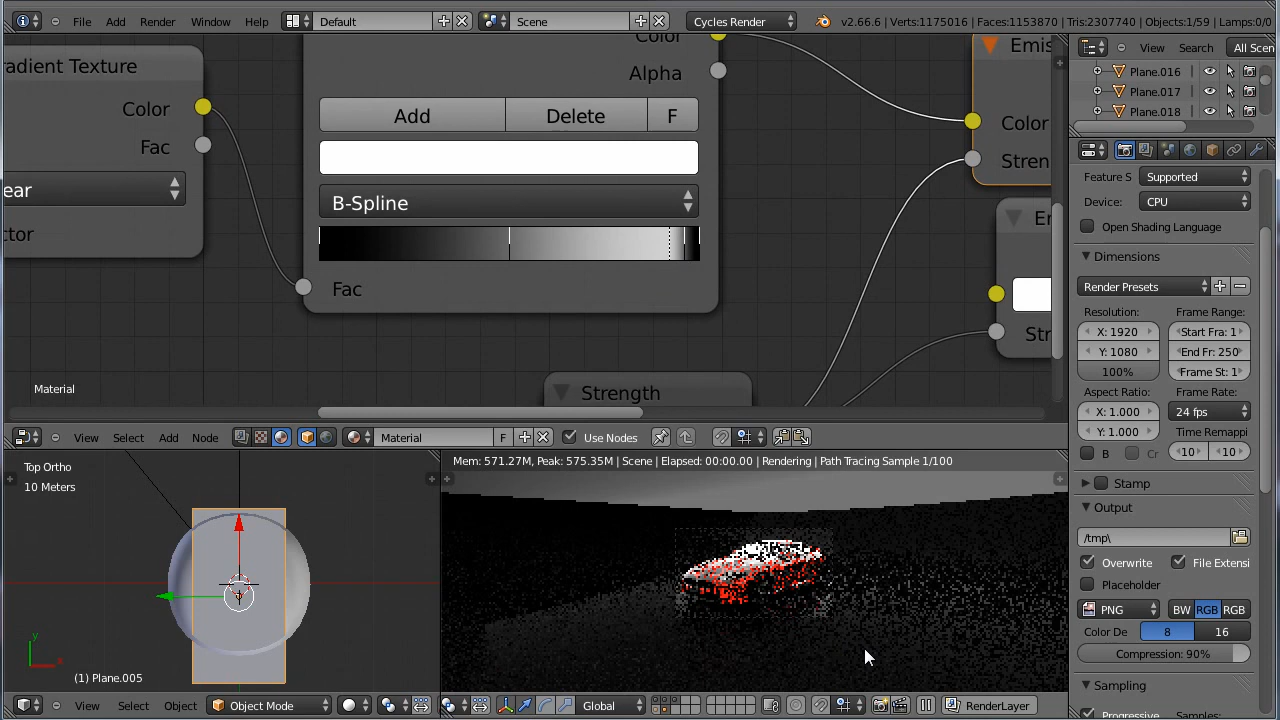 File Add Render Window Help Default Scene Cycles Render v2.66.6 | Verts:1175016 | Faces:1153870 | Tris:2307740 | Objects:1/59 | Lamps:0/0
adient Texture
Color
Fac
ear
ctor
Color
Alpha
Add Delete F
B-Spline
Fac
Emis
Color
Stren
Er
Str
Strength
Material
View Select Add Node Material F Use Nodes
View Search All Scen
Plane.016
Plane.017
Plane.018
Feature S Supported
Device: CPU
Open Shading Language
Dimensions
Render Presets
Resolution: Frame Range:
X: 1920 Start Fra: 1
Y: 1080 End Fr: 250
100% Frame St: 1
Aspect Ratio: Frame Rate:
X: 1.000 24 fps
Y: 1.000 Time Remappi
B Cr 10 10
Stamp
Output
/tmp\
Overwrite File Extensi
Placeholder
PNG BW RGB RGB
Color De 8 16
Compression: 90%
Sampling
Progressive Samples:
Top Ortho
10 Meters
y
x
(1) Plane.005
View Select Object Object Mode
Mem: 571.27M, Peak: 575.35M | Scene | Elapsed: 00:00.00 | Rendering | Path Tracing Sample 1/100
Global RenderLayer